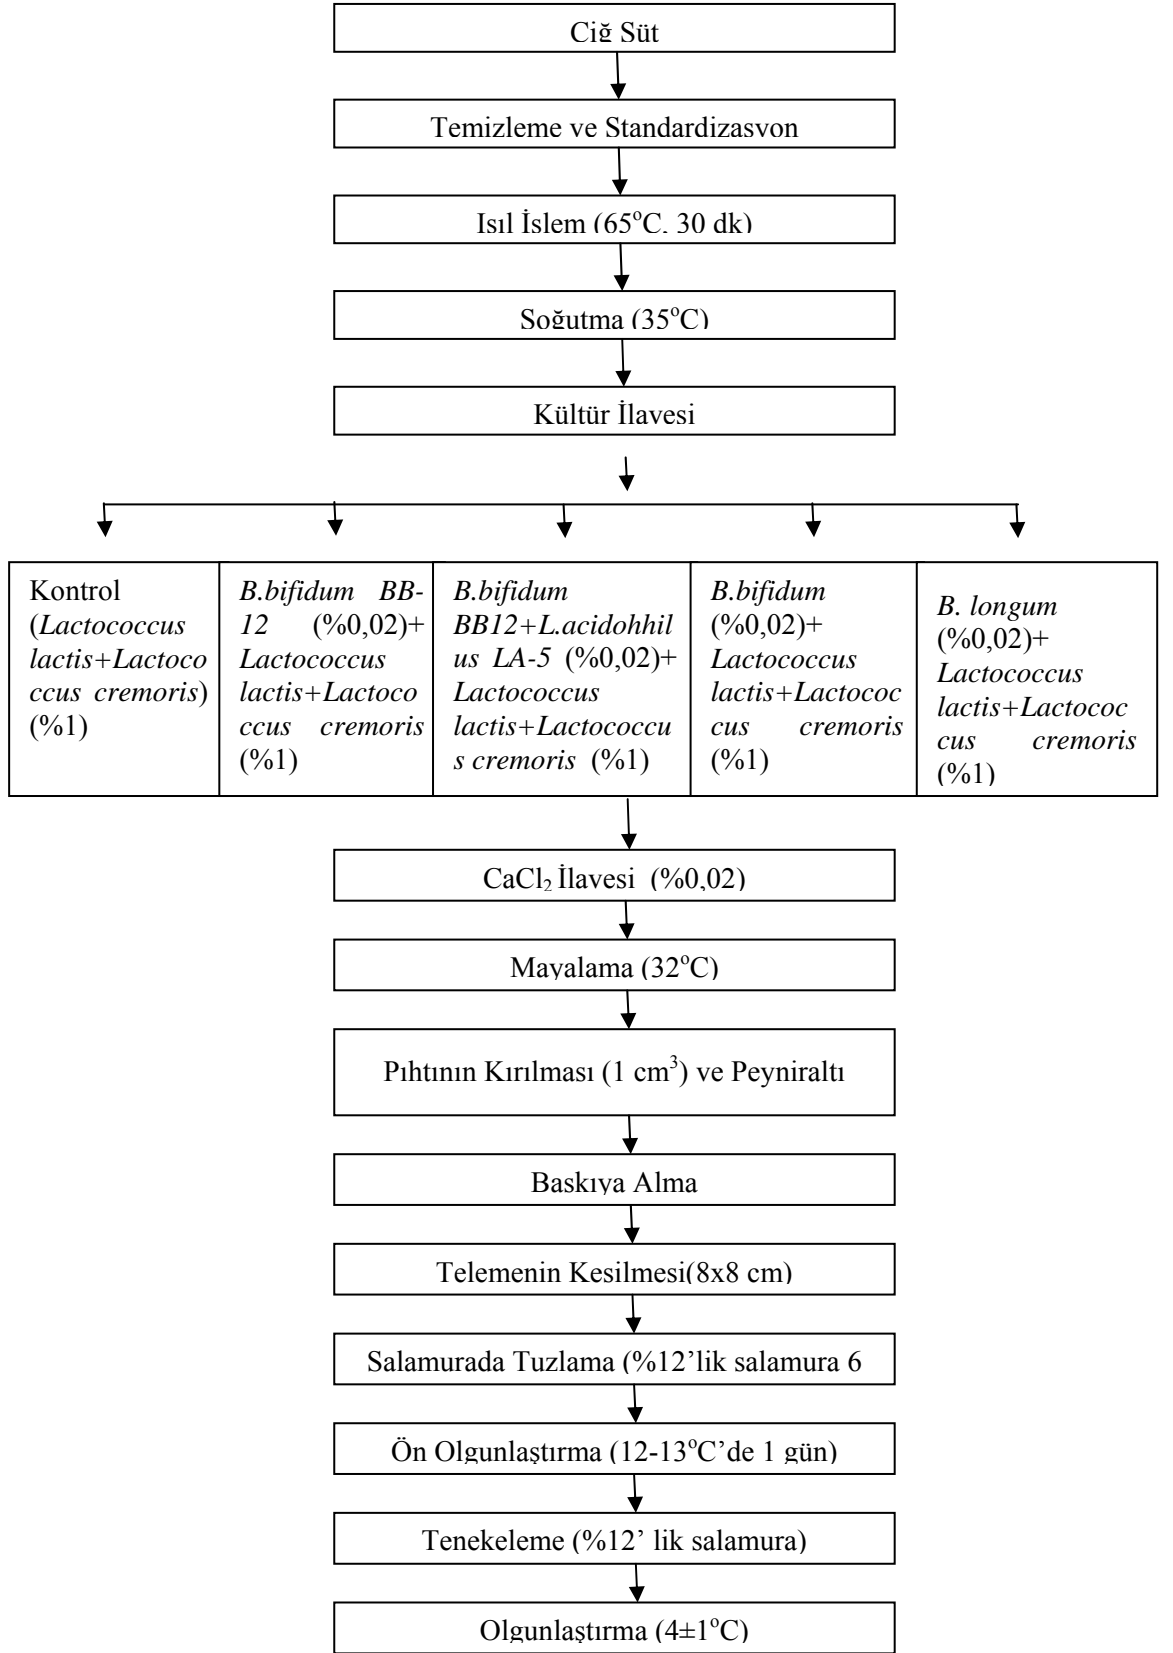 Çiğ Süt
Temizleme ve Standardizasyon
Isıl İşlem (65°C, 30 dk)
Soğutma (35°C)
Kültür İlavesi
Kontrol
(Lactococcus
lactis+Lactoco
ccus cremoris)
(%1)
B.bifidum BB-
12 (%0,02)+
Lactococcus
lactis+Lactoco
ccus cremoris
(%1)
B.bifidum
BB12+L.acidohhil
us LA-5 (%0,02)+
Lactococcus
lactis+Lactococcu
s cremoris (%1)
B.bifidum
(%0,02)+
Lactococcus
lactis+Lactococ
cus cremoris
(%1)
B. longum
(%0,02)+
Lactococcus
lactis+Lactococ
cus cremoris
(%1)
CaCl₂ İlavesi (%0,02)
Mayalama (32°C)
Pıhtının Kırılması (1 cm³) ve Peyniraltı
Baskıya Alma
Telemenin Kesilmesi(8x8 cm)
Salamurada Tuzlama (%12’lik salamura 6
Ön Olgunlaştırma (12-13°C’de 1 gün)
Tenekeleme (%12’ lik salamura)
Olgunlaştırma (4±1°C)